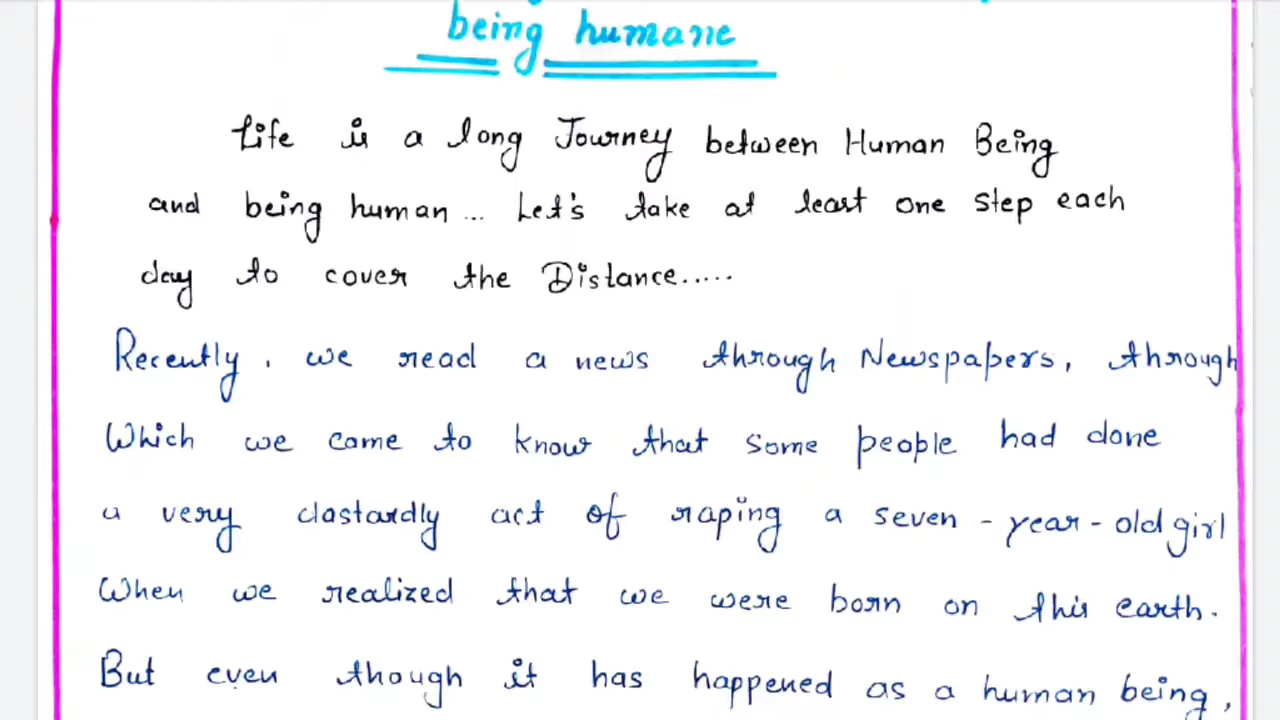 being humane
Life is a long Journey between Human Being
and being human... Let's take at least one step each
day to cover the Distance.....
Recently, we read a news through Newspapers, through
Which we came to know that some people had done
a very dastardly act of raping a seven-year-old girl
When we realized that we were born on this earth.
But even though it has happened as a human being,